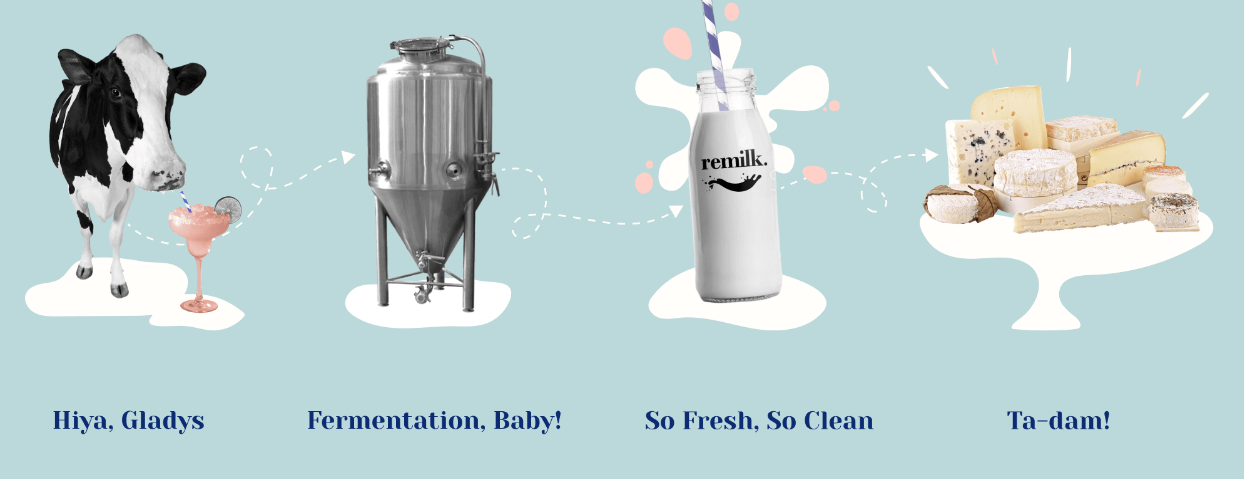 remilk.
Hiya, Gladys
Fermentation, Baby!
So Fresh, So Clean
Ta-dam!